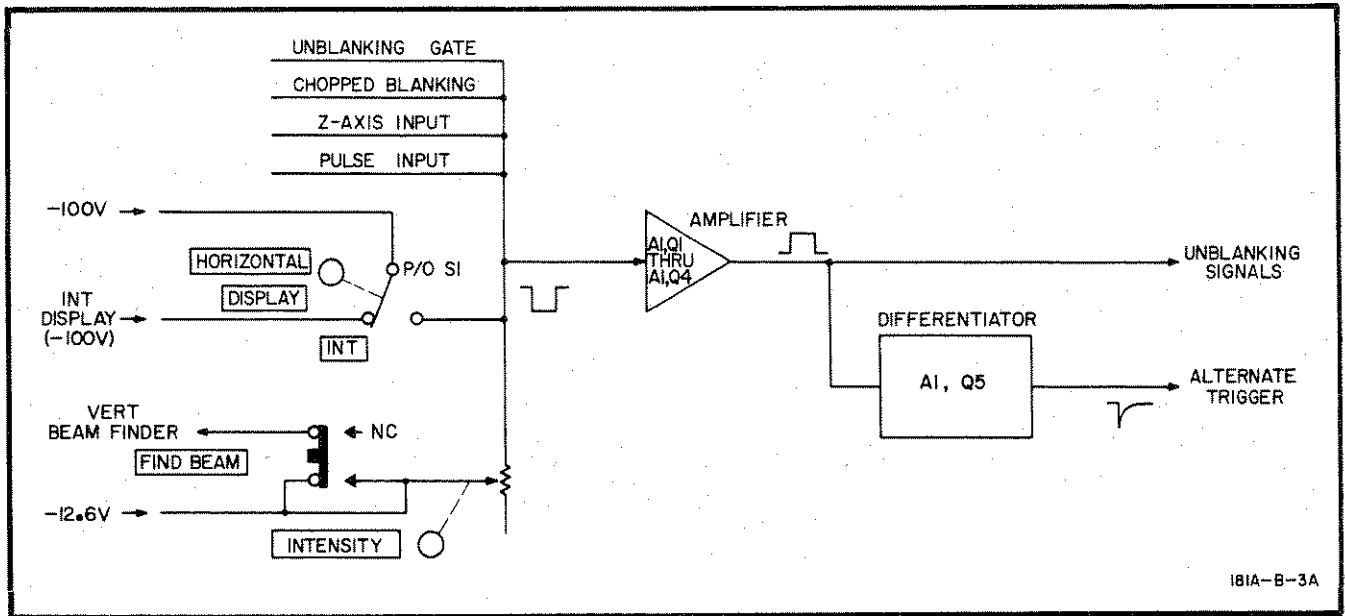 UNBLANKING GATE
CHOPPED BLANKING
Z-AXIS INPUT
PULSE INPUT
-100V
HORIZONTAL
DISPLAY
P/O S1
INT
DISPLAY
(-100V)
INT
VERT
BEAM FINDER
NC
FIND BEAM
-12.6V
INTENSITY
AMPLIFIER
A1,Q1
THRU
A1,Q4
UNBLANKING
SIGNALS
DIFFERENTIATOR
A1, Q5
ALTERNATE
TRIGGER
181A-B-3A